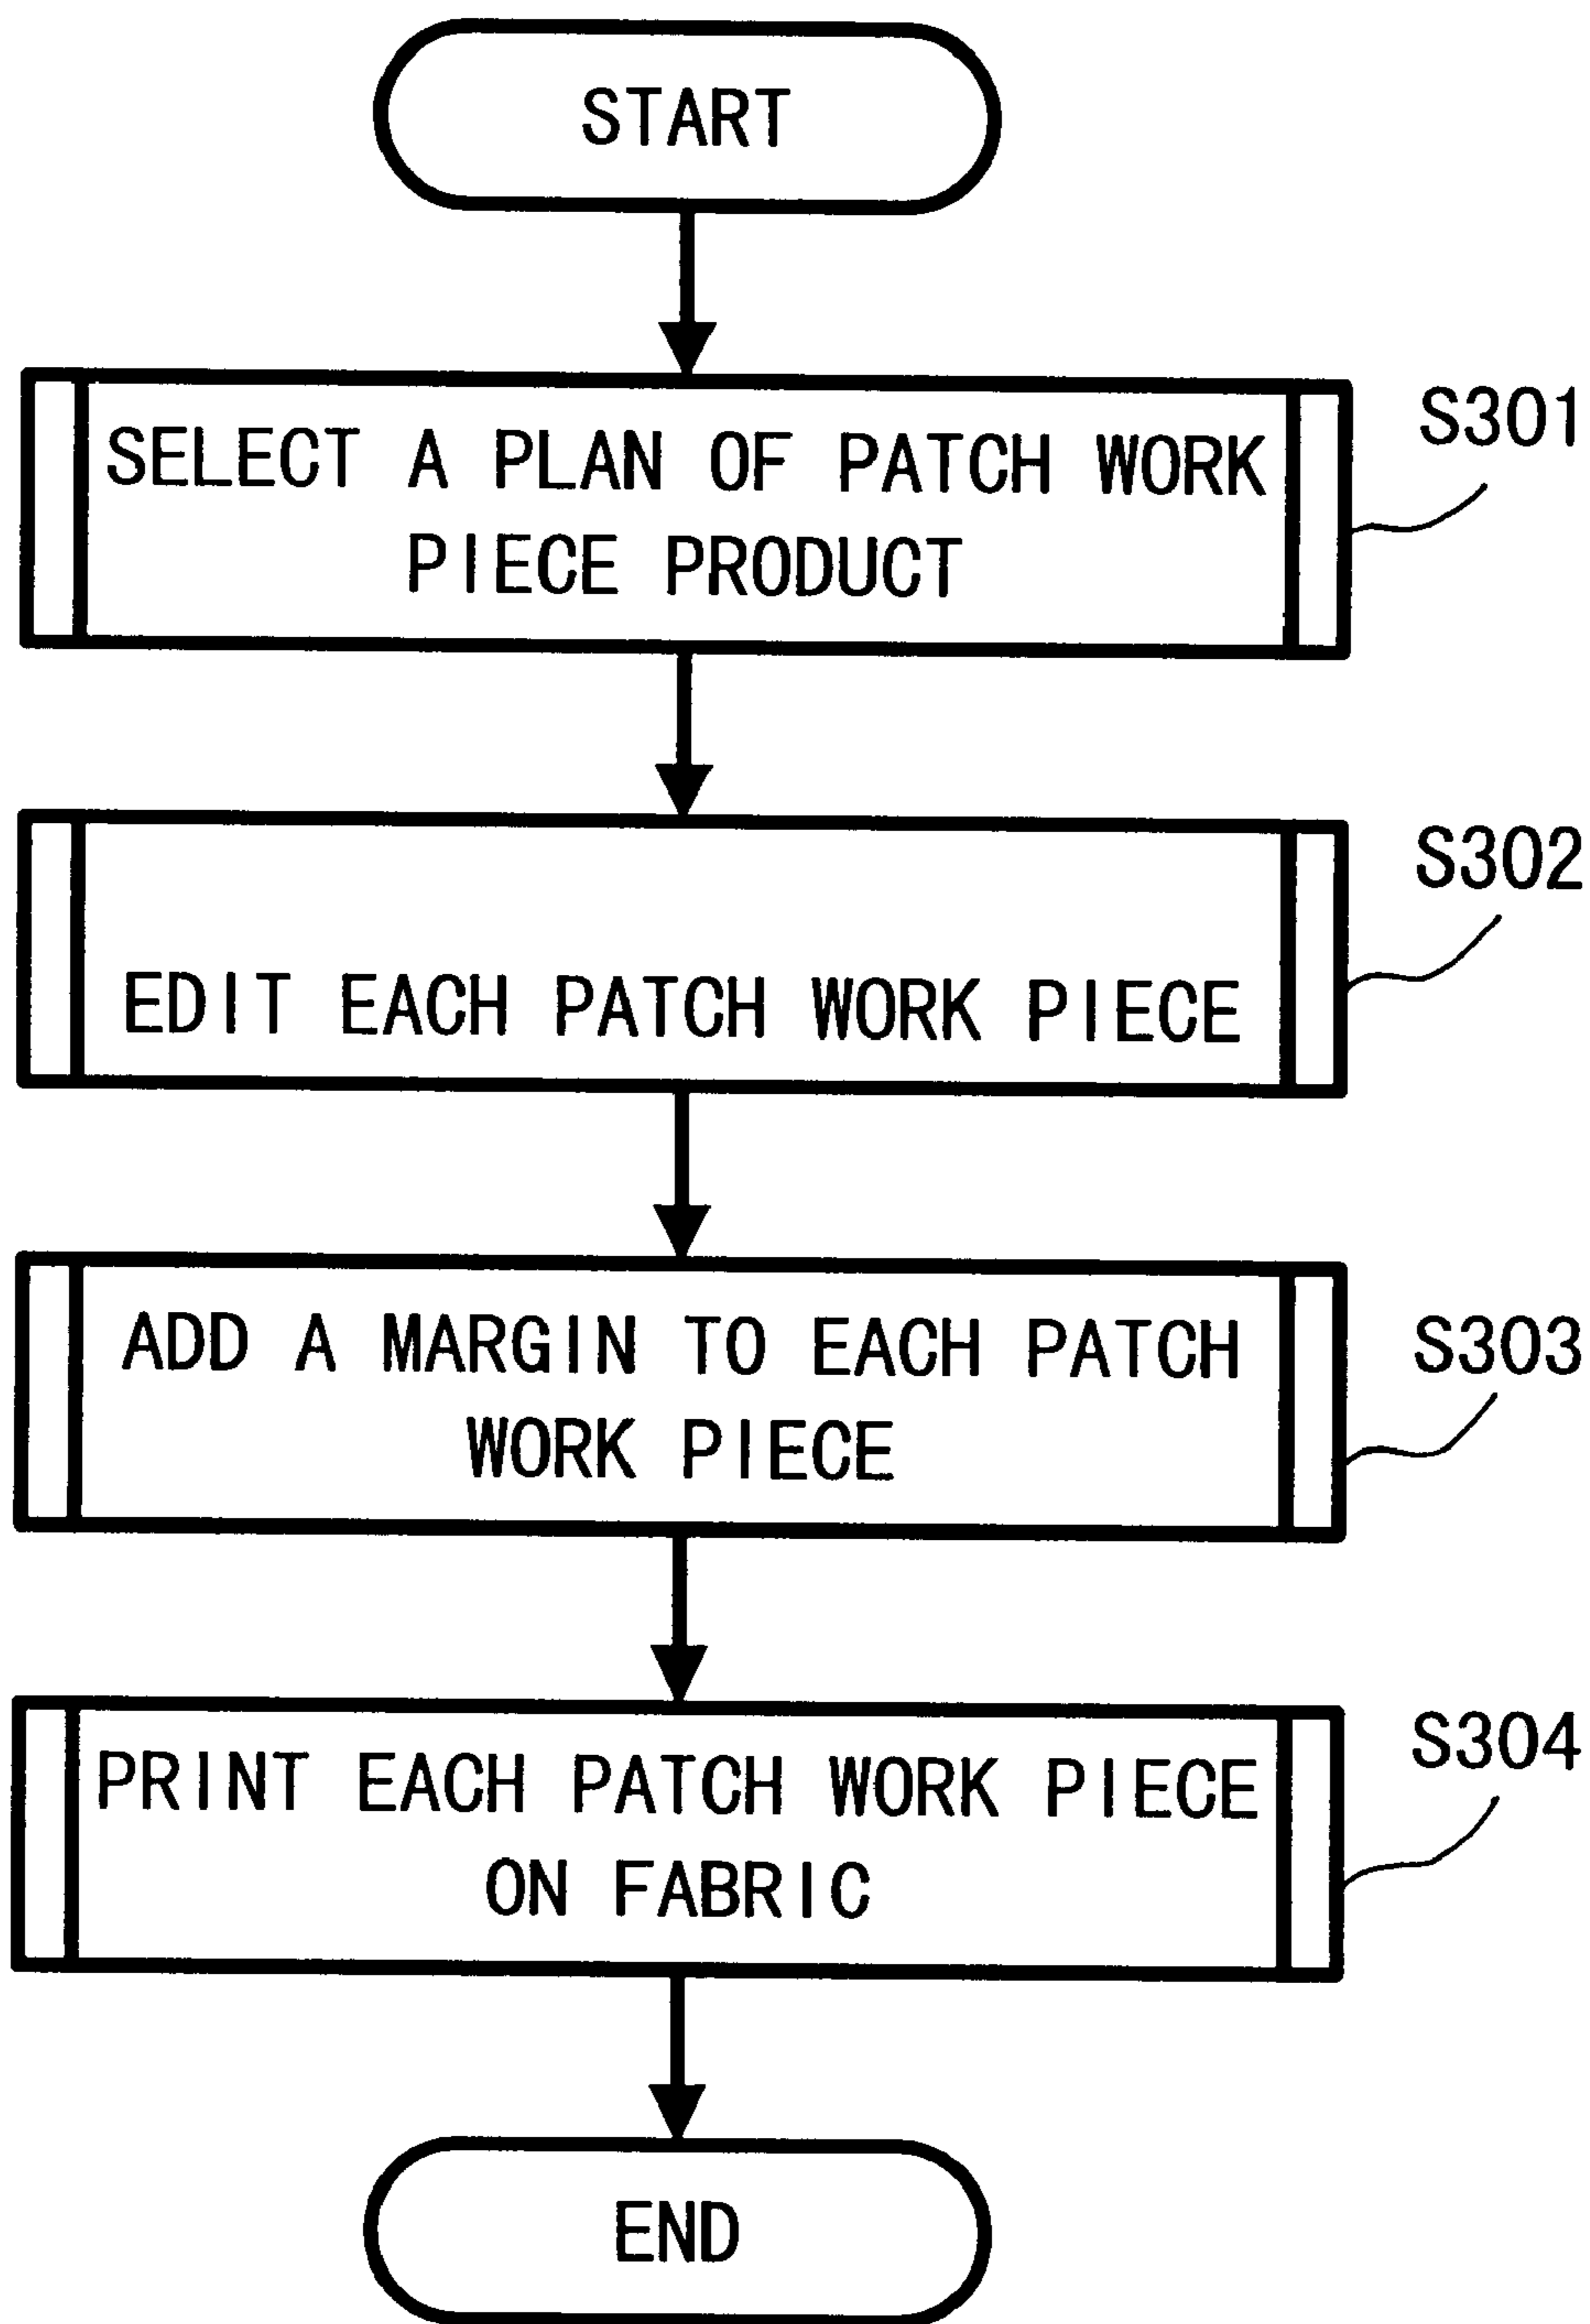 START
SELECT A PLAN OF PATCH WORK
PIECE PRODUCT
S301
EDIT EACH PATCH WORK PIECE
S302
ADD A MARGIN TO EACH PATCH
WORK PIECE
S303
PRINT EACH PATCH WORK PIECE
ON FABRIC
S304
END